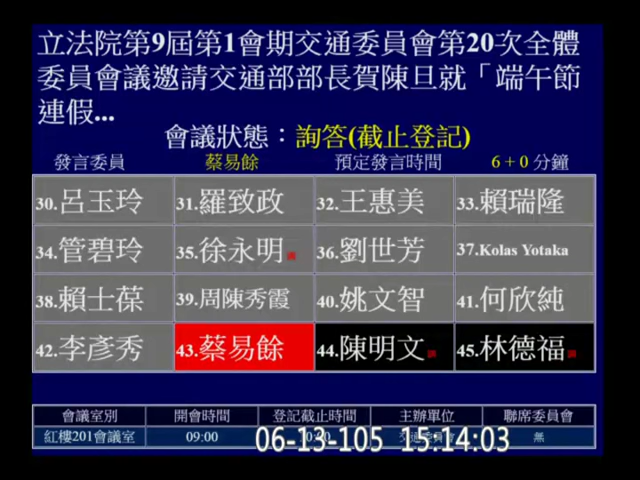 立法院第9屆第1會期交通委員會第20次全體
委員會議邀請交通部部長賀陳旦就「端午節
連假...
會議狀態：詢答(截止登記)
發言委員 蔡易餘 預定發言時間 6 + 0 分鐘
30.呂玉玲 31.羅致政 32.王惠美 33.賴瑞隆
34.管碧玲 35.徐永明 36.劉世芳 37.Kolas Yotaka
38.賴士葆 39.周陳秀霞 40.姚文智 41.何欣純
42.李彥秀 43.蔡易餘 44.陳明文 45.林德福
會議室別 開會時間 登記截止時間 主辦單位 聯席委員會
紅樓201會議室 09:00 無
06-13-105 15:14:03